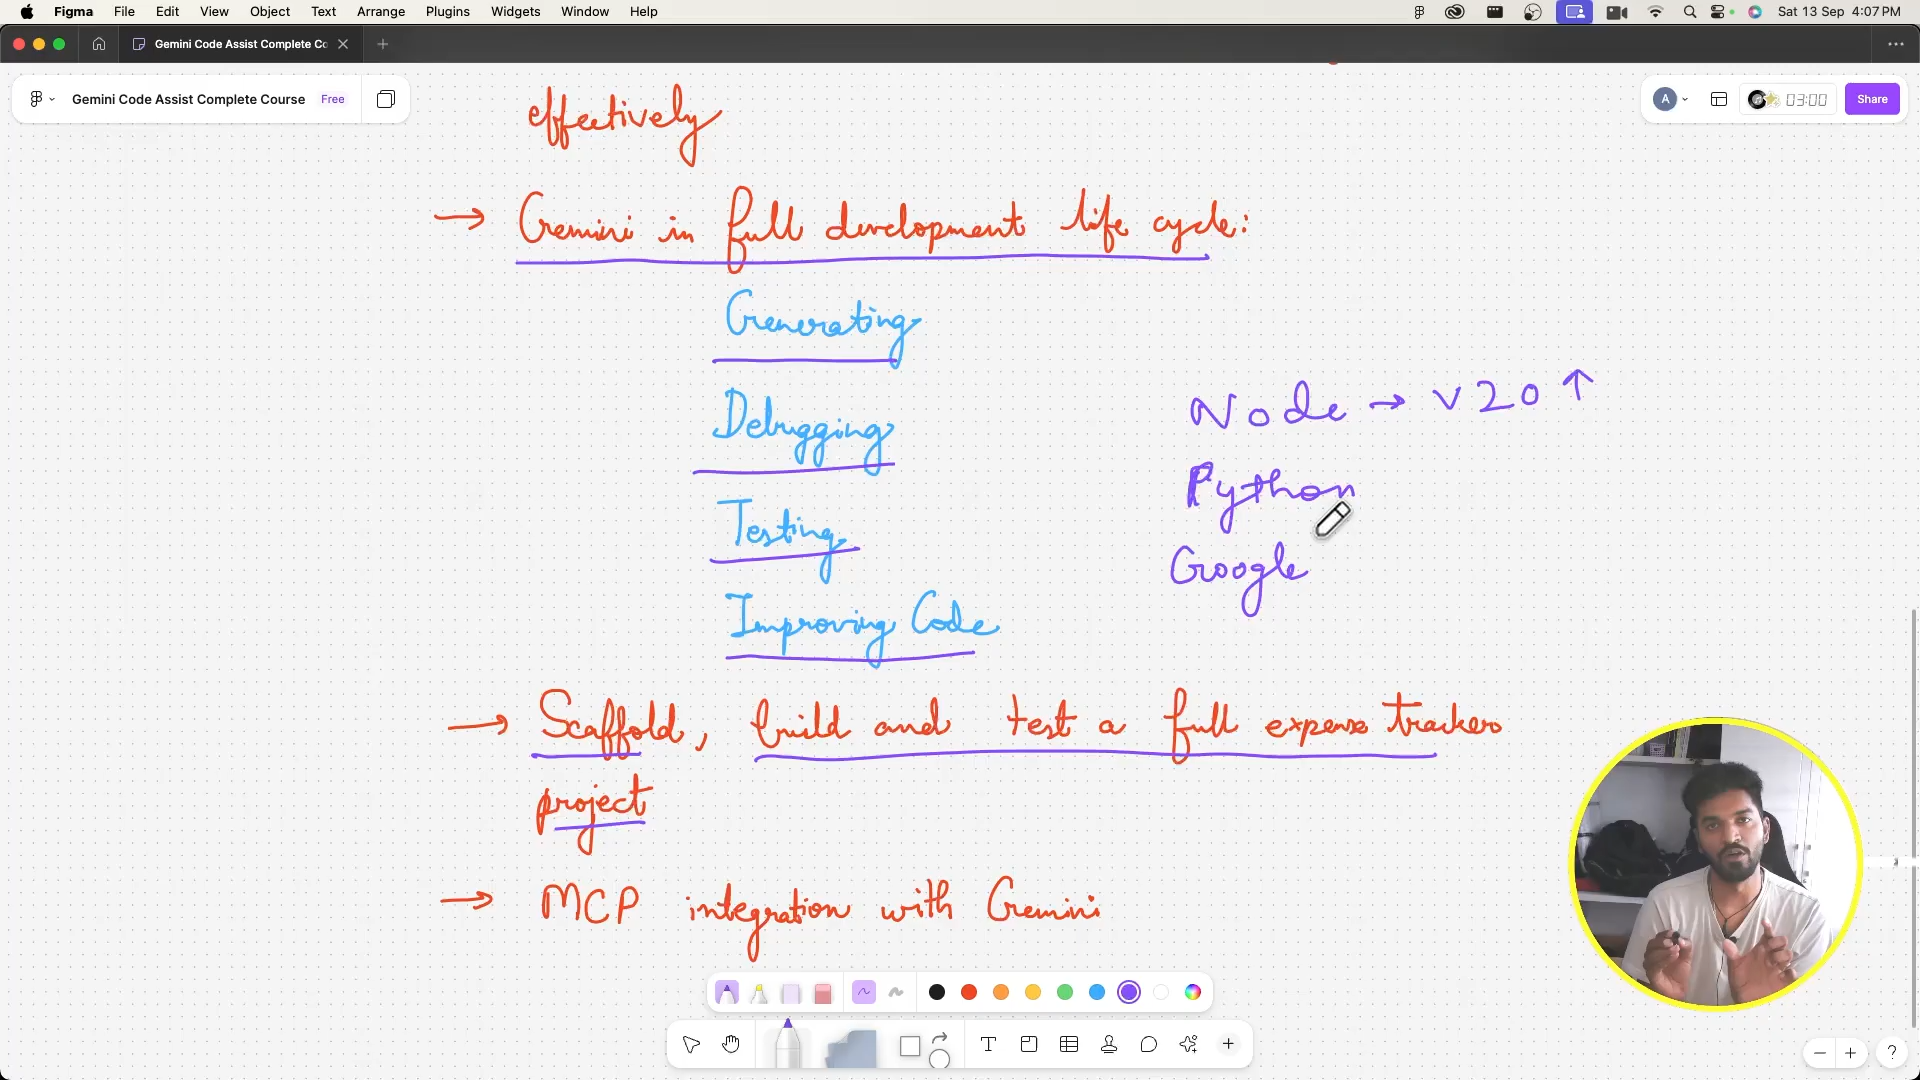 Figma File Edit View Object Text Arrange Plugins Widgets Window Help
Sat 13 Sep 4:07 PM
Gemini Code Assist Complete Co
Gemini Code Assist Complete Course Free
A 03:00 Share
effectively
→ Gemini in full development life cycle:
Generating
Debugging
Testing
Improving Code
Node → v20 ↑
Python
Google
→ Scaffold, build and test a full expense tracker
project
→ MCP integration with Gemini